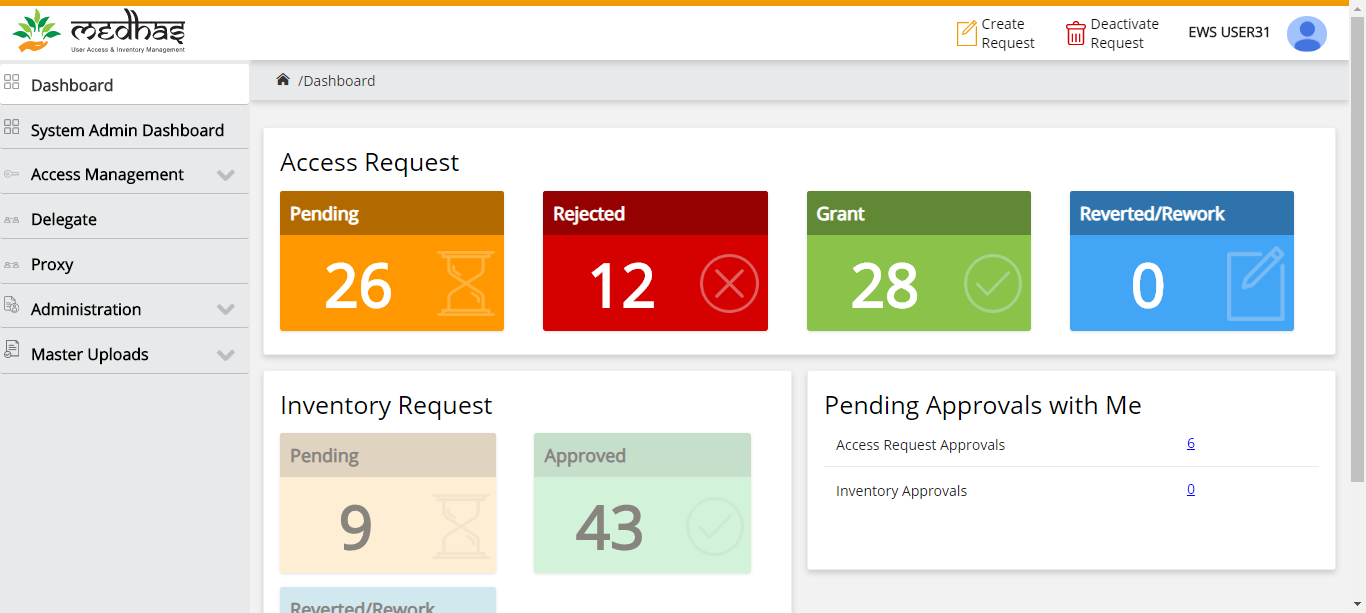 medhas
User Access & Inventory Management
Create
Request
Deactivate
Request
EWS USER31
Dashboard
System Admin Dashboard
Access Management
Delegate
Proxy
Administration
Master Uploads
/Dashboard
Access Request
Pending
26
Rejected
12
Grant
28
Reverted/Rework
0
Inventory Request
Pending
9
Approved
43
Reverted/Rework
Pending Approvals with Me
Access Request Approvals 6
Inventory Approvals 0